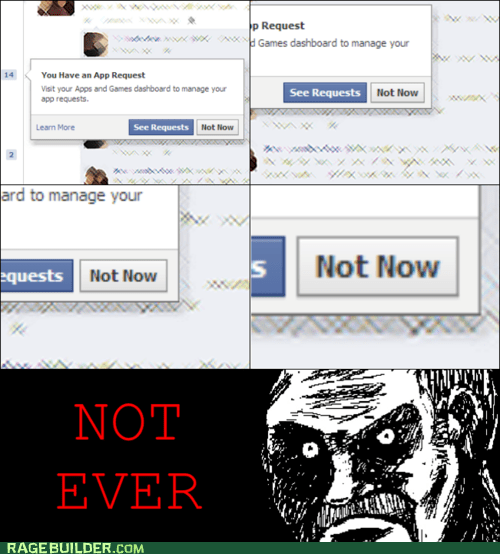 14
You Have an App Request
Visit your Apps and Games dashboard to manage your
app requests.
Learn More
See Requests
Not Now
2
pp Request
d Games dashboard to manage your
See Requests
Not Now
ard to manage your
equests
Not Now
s
Not Now
NOT
EVER
RAGEBUILDER.COM